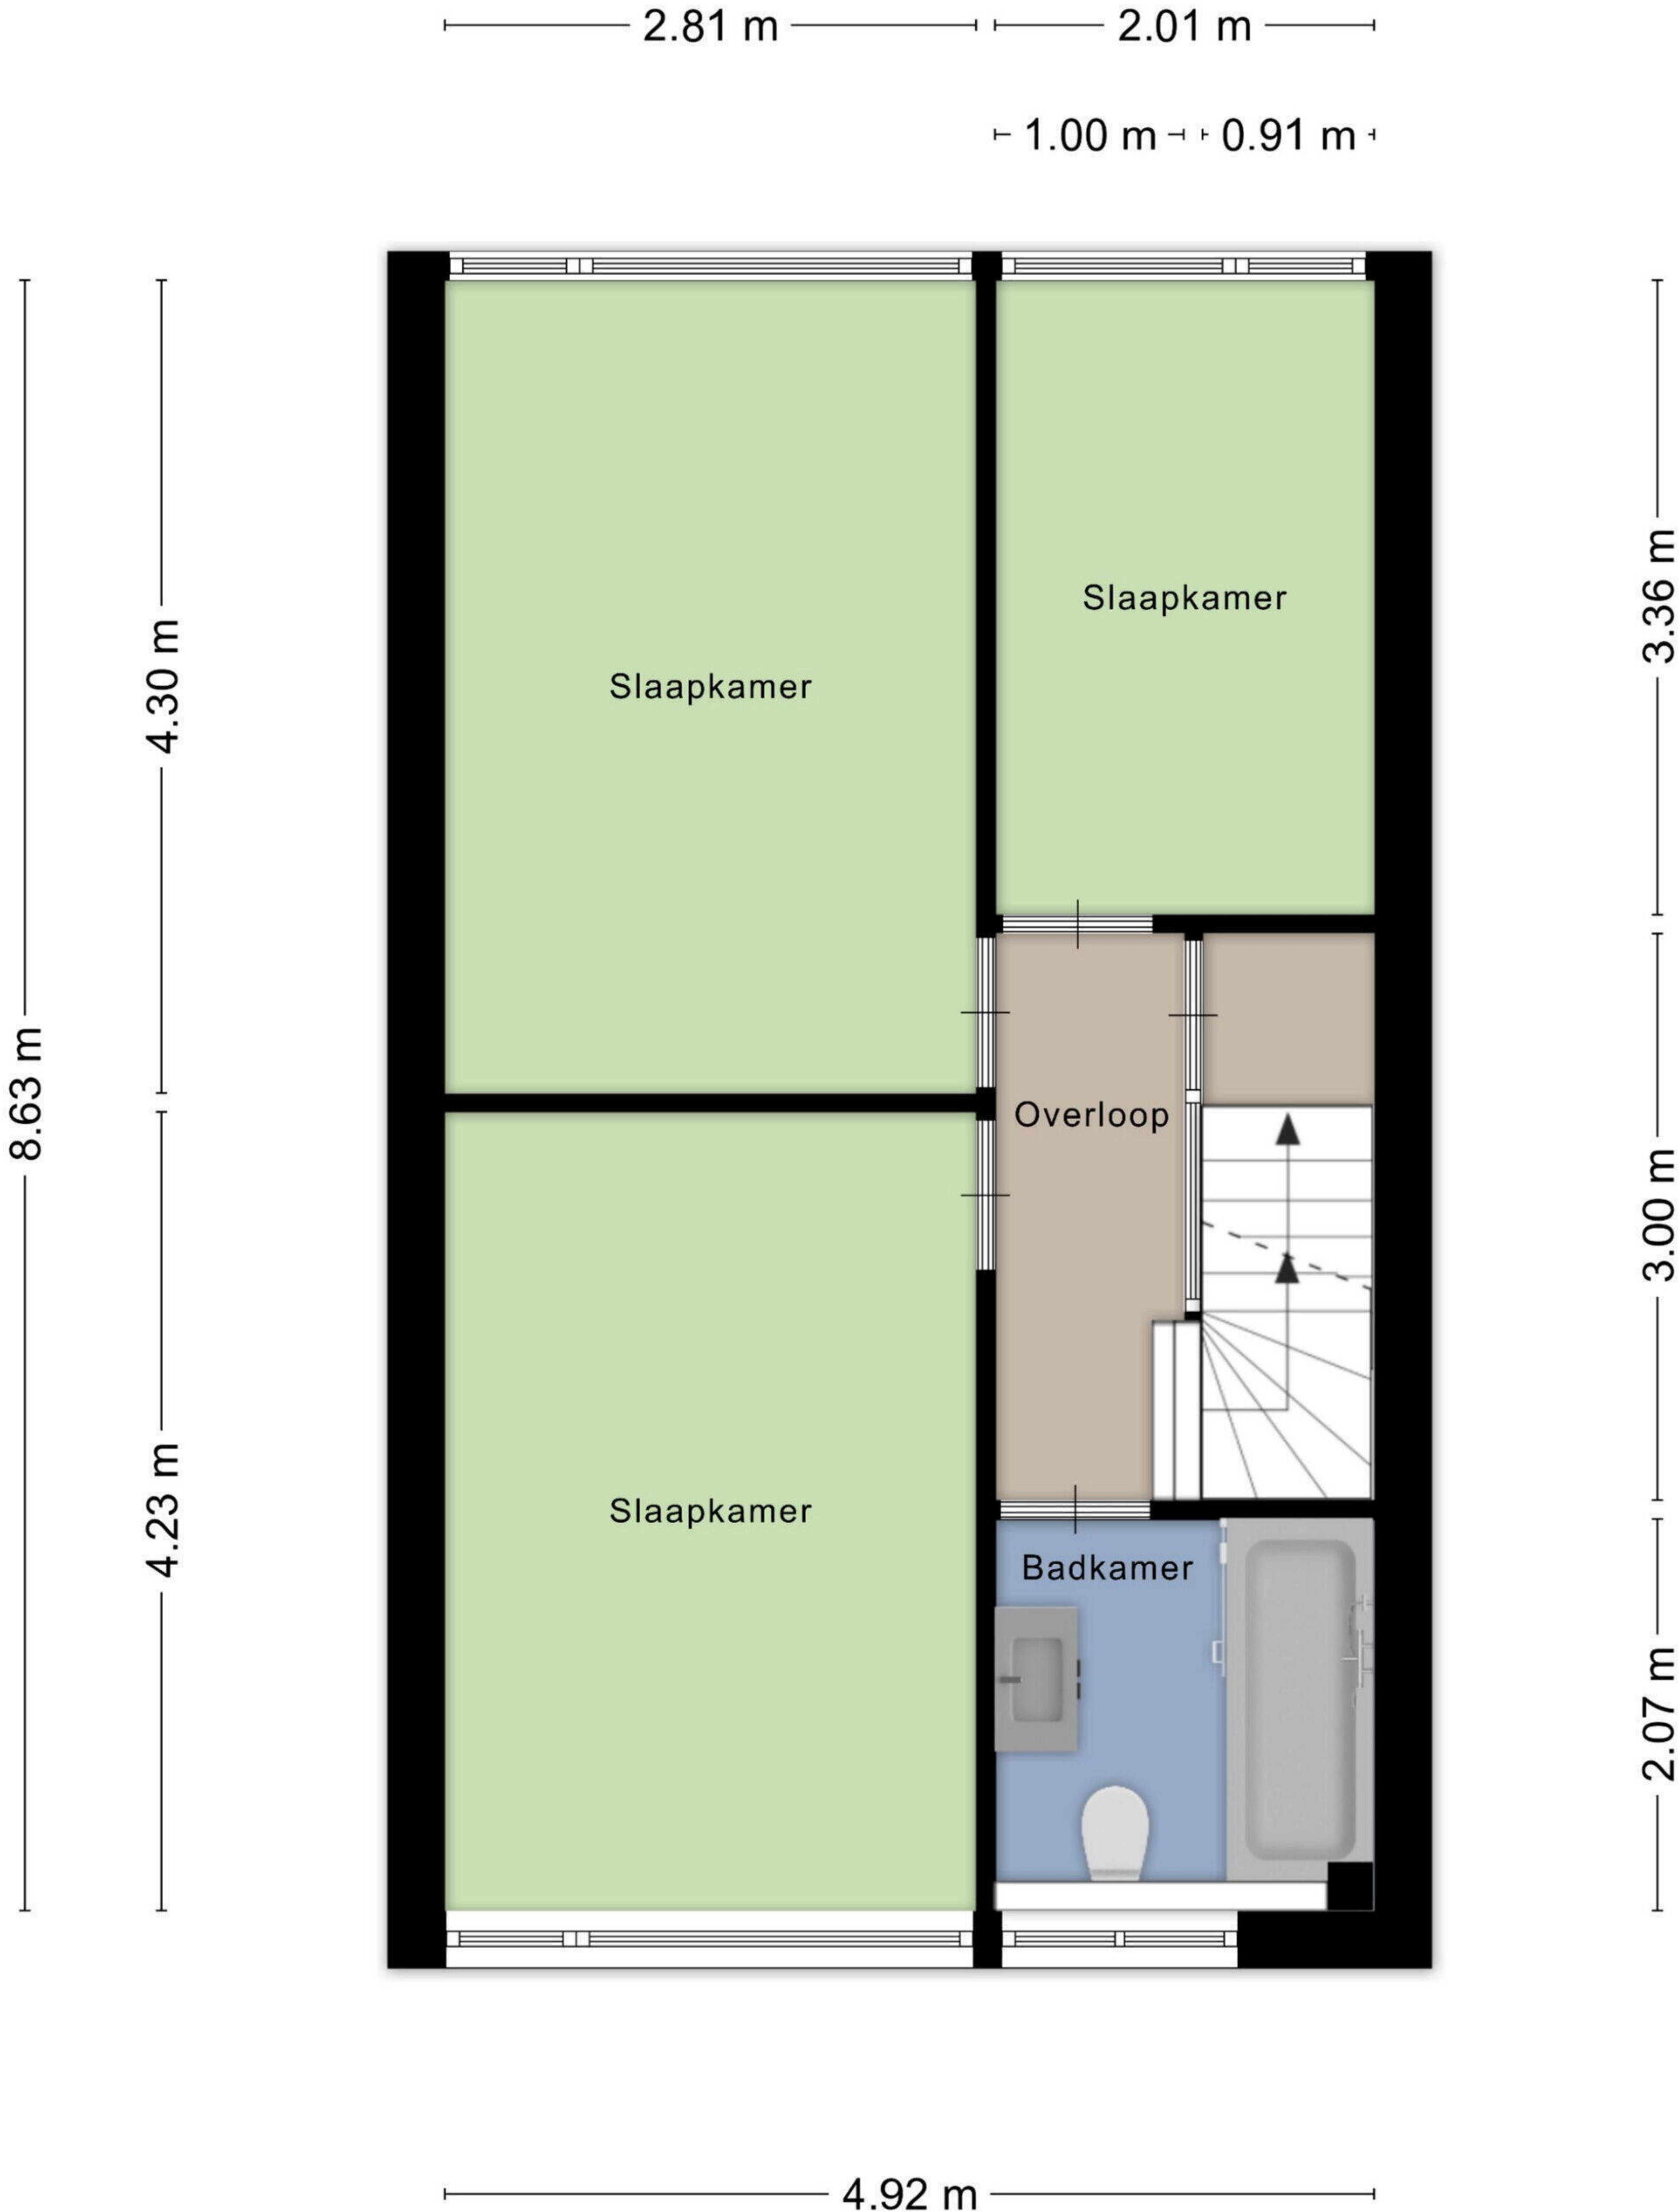 2.81 m
2.01 m
1.00 m
0.91 m
Slaapkamer
Slaapkamer
3.36 m
4.30 m
8.63 m
Overloop
3.00 m
4.23 m
Slaapkamer
Badkamer
2.07 m
4.92 m